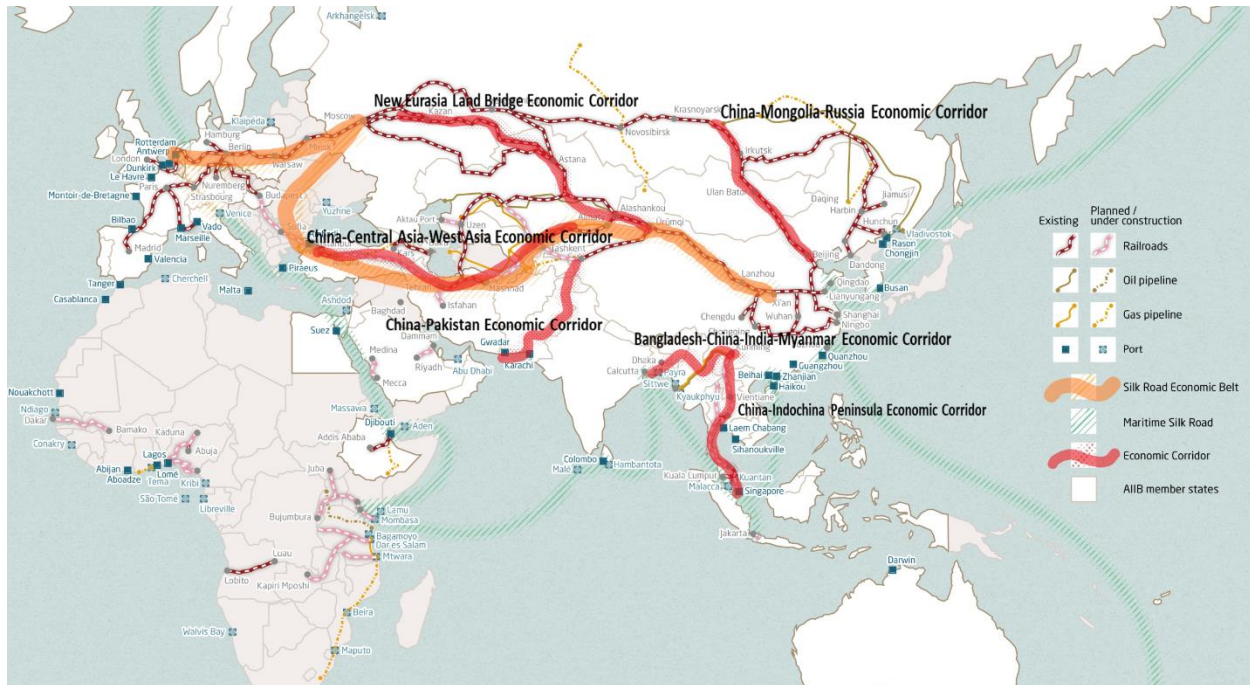 Arkhangelsk
New Eurasia Land Bridge Economic Corridor
Kazan
Krasnoyarsk
China-Mongolla-Russia Economic Corridor
Moscow
Klaipėda
Novosibirsk
Hamburg
Rotterdam
Antwerp
Berlin
Minsk
London
Warsaw
Dunkirk
Le Havre
Paris
Nuremberg
Strasbourg
Budapest
Montoir-de-Bretagne
Astana
Irkutsk
Ulan Bator
Daqing
Jiamusi
Harbin
Hunchun
Vladivostok
Rason
Chongjin
Alashankou
Ürümqi
Almaty
Yuzhne
Venice
Bilbao
Vado
Marseille
Madrid
Valencia
Sofia
Aktau Port
Uzen
China-Central Asia-West Asia Economic Corridor
Kars
Tashkent
Tehran
Mashhad
Isfahan
Beijing
Dandong
Lanzhou
Qingdao
Lianyungang
Busan
Xi'an
Shanghai
Ningbo
Wuhan
Chengdu
Chongqing
Tanger
Casablanca
Cherchell
Malta
Piraeus
Ashdod
Baghdad
Suez
China-Pakistan Economic Corridor
Gwadar
Karachi
Dammam
Riyadh
Abu Dhabi
Medina
Mecca
Bangladesh-China-India-Myanmar Economic Corridor
Kunming
Dhaka
Calcutta
Payra
Sittwe
Kyaukphyu
Quanzhou
Guangzhou
Beihai
Zhanjian
Haikou
Vientiane
China-Indochina Peninsula Economic Corridor
Laem Chabang
Sihanoukville
Nouakchott
Ndiago
Dakar
Bamako
Conakry
Kaduna
Abuja
Lagos
Abijan
Aboadze
Lomé
Tema
Kribi
São Tomé
Libreville
Massawa
Aden
Djibouti
Addis Ababa
Juba
Colombo
Hambantota
Malé
Kuala Lumpur
Kuantan
Malacca
Singapore
Jakarta
Bujumbura
Lamu
Mombasa
Bagamoyo
Dar es Salam
Mtwara
Luau
Lobito
Kapiri Mposhi
Beira
Walvis Bay
Maputo
Darwin
Existing
Planned /
under construction
Railroads
Oil pipeline
Gas pipeline
Port
Silk Road Economic Belt
Maritime Silk Road
Economic Corridor
AIIB member states